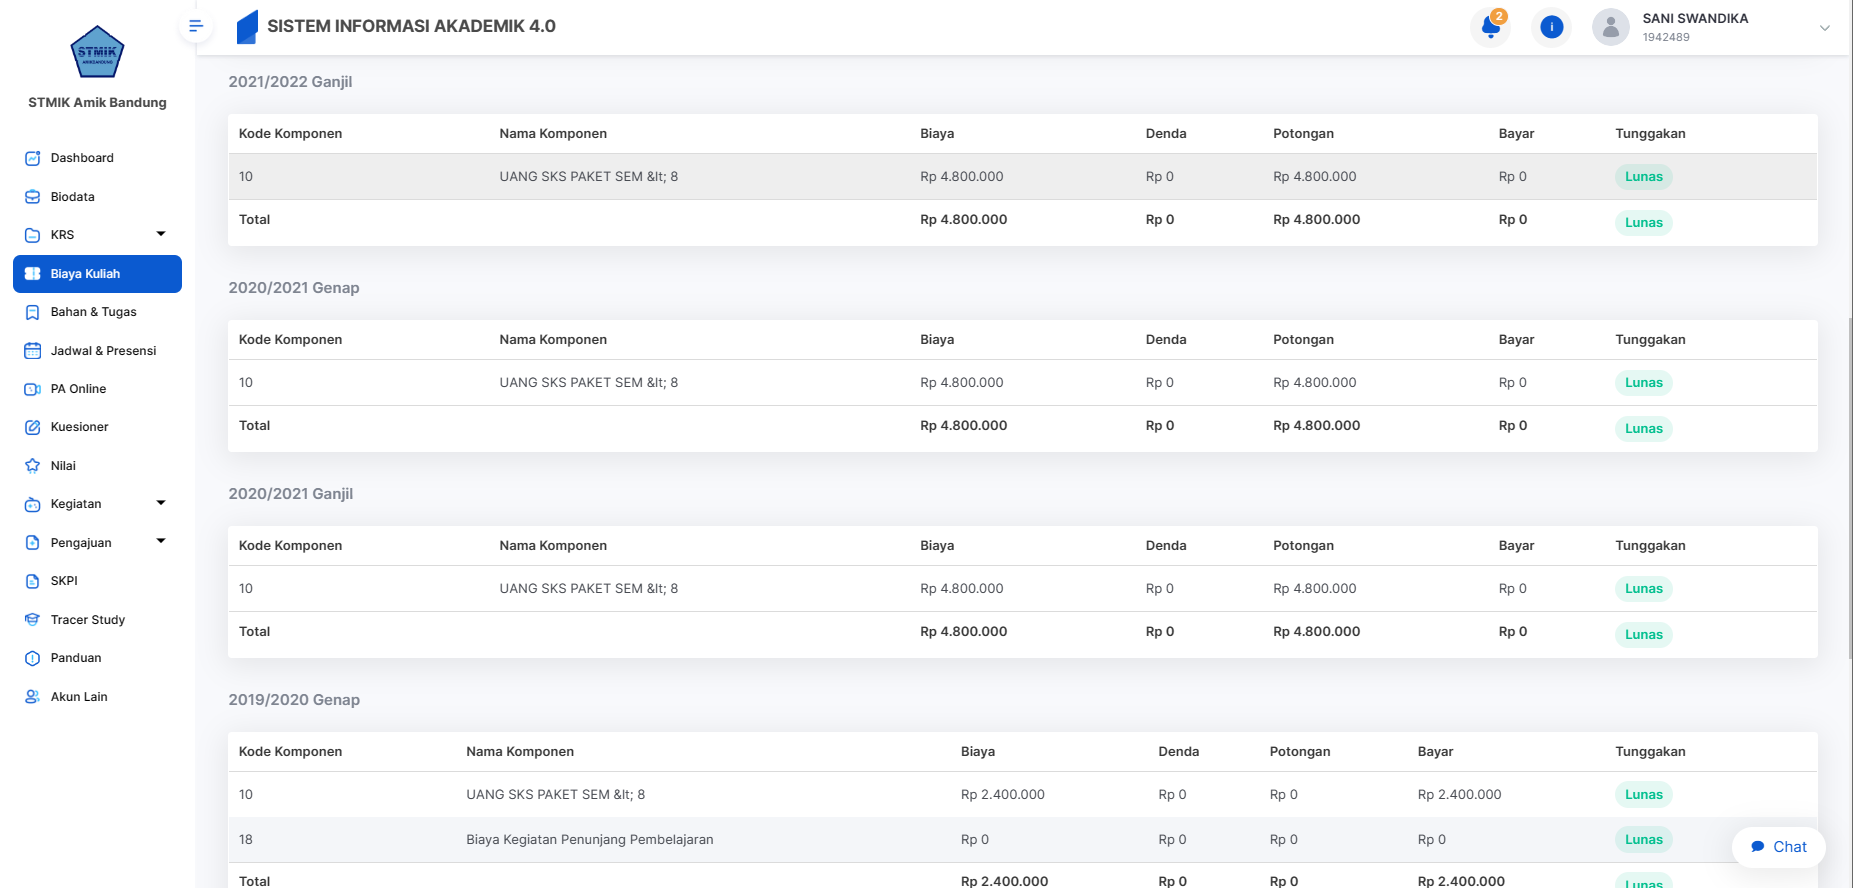 STMIK
AMIKBANDUNG
STMIK Amik Bandung
Dashboard
Biodata
KRS
Biaya Kuliah
Bahan & Tugas
Jadwal & Presensi
PA Online
Kuesioner
Nilai
Kegiatan
Pengajuan
SKPI
Tracer Study
Panduan
Akun Lain
SISTEM INFORMASI AKADEMIK 4.0
2
i
SANI SWANDIKA
1942489
2021/2022 Ganjil
Kode Komponen Nama Komponen Biaya Denda Potongan Bayar Tunggakan
10 UANG SKS PAKET SEM &lt; 8 Rp 4.800.000 Rp 0 Rp 4.800.000 Rp 0 Lunas
Total Rp 4.800.000 Rp 0 Rp 4.800.000 Rp 0 Lunas
2020/2021 Genap
Kode Komponen Nama Komponen Biaya Denda Potongan Bayar Tunggakan
10 UANG SKS PAKET SEM &lt; 8 Rp 4.800.000 Rp 0 Rp 4.800.000 Rp 0 Lunas
Total Rp 4.800.000 Rp 0 Rp 4.800.000 Rp 0 Lunas
2020/2021 Ganjil
Kode Komponen Nama Komponen Biaya Denda Potongan Bayar Tunggakan
10 UANG SKS PAKET SEM &lt; 8 Rp 4.800.000 Rp 0 Rp 4.800.000 Rp 0 Lunas
Total Rp 4.800.000 Rp 0 Rp 4.800.000 Rp 0 Lunas
2019/2020 Genap
Kode Komponen Nama Komponen Biaya Denda Potongan Bayar Tunggakan
10 UANG SKS PAKET SEM &lt; 8 Rp 2.400.000 Rp 0 Rp 0 Rp 2.400.000 Lunas
18 Biaya Kegiatan Penunjang Pembelajaran Rp 0 Rp 0 Rp 0 Rp 0 Lunas
Total Rp 2.400.000 Rp 0 Rp 0 Rp 2.400.000 Lunas
Chat